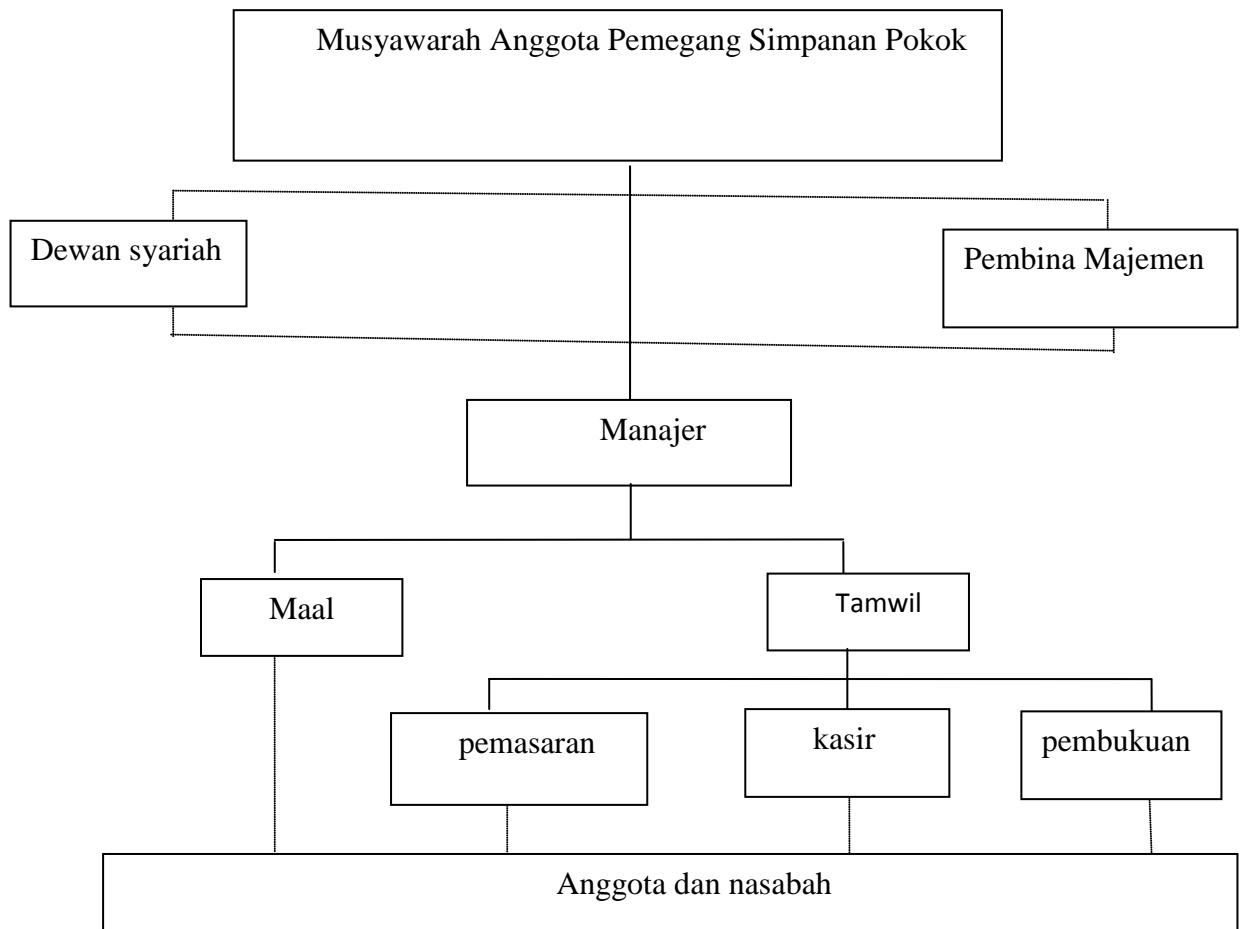 Musyawarah Anggota Pemegang Simpanan Pokok
Dewan syariah
Pembina Majemen
Manajer
Maal
Tamwil
pemasaran
kasir
pembukuan
Anggota dan nasabah